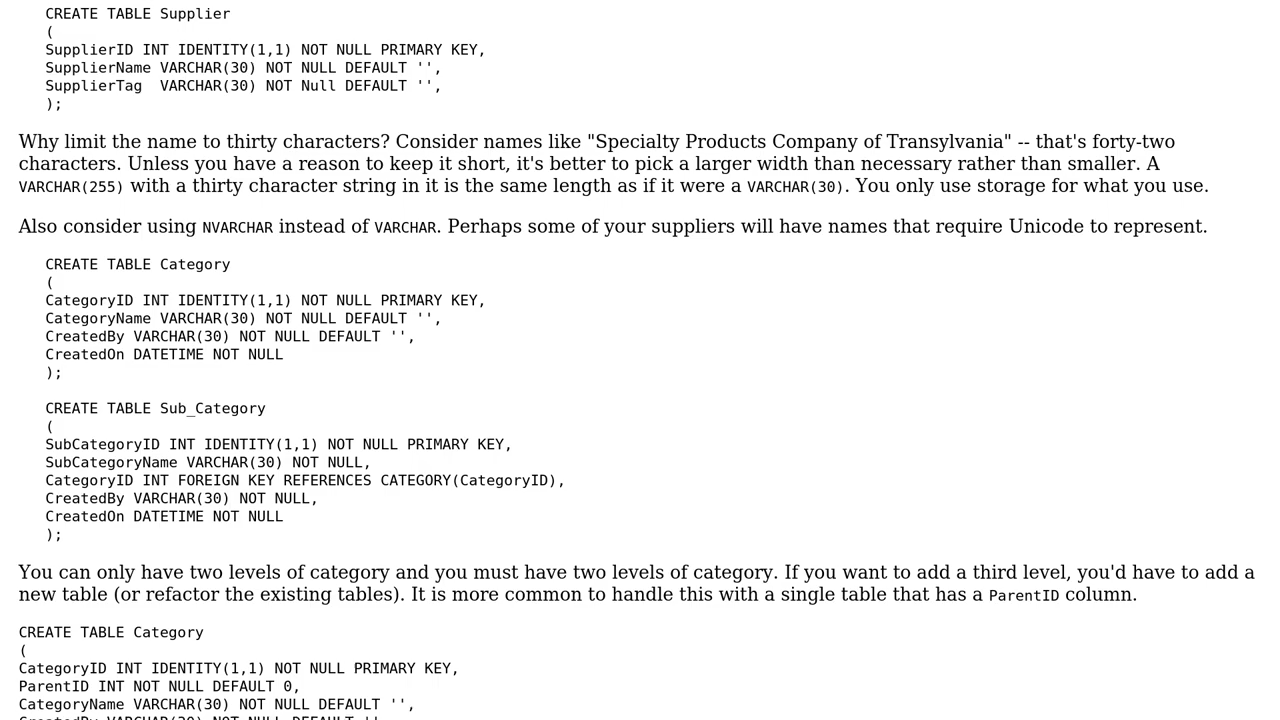 CREATE TABLE Supplier
(
SupplierID INT IDENTITY(1,1) NOT NULL PRIMARY KEY,
SupplierName VARCHAR(30) NOT NULL DEFAULT '',
SupplierTag  VARCHAR(30) NOT Null DEFAULT '',
);
Why limit the name to thirty characters? Consider names like "Specialty Products Company of Transylvania" -- that's forty-two
characters. Unless you have a reason to keep it short, it's better to pick a larger width than necessary rather than smaller. A
VARCHAR(255) with a thirty character string in it is the same length as if it were a VARCHAR(30). You only use storage for what you use.
Also consider using NVARCHAR instead of VARCHAR. Perhaps some of your suppliers will have names that require Unicode to represent.
CREATE TABLE Category
(
CategoryID INT IDENTITY(1,1) NOT NULL PRIMARY KEY,
CategoryName VARCHAR(30) NOT NULL DEFAULT '',
CreatedBy VARCHAR(30) NOT NULL DEFAULT '',
CreatedOn DATETIME NOT NULL
);
CREATE TABLE Sub_Category
(
SubCategoryID INT IDENTITY(1,1) NOT NULL PRIMARY KEY,
SubCategoryName VARCHAR(30) NOT NULL,
CategoryID INT FOREIGN KEY REFERENCES CATEGORY(CategoryID),
CreatedBy VARCHAR(30) NOT NULL,
CreatedOn DATETIME NOT NULL
);
You can only have two levels of category and you must have two levels of category. If you want to add a third level, you'd have to add a
new table (or refactor the existing tables). It is more common to handle this with a single table that has a ParentID column.
CREATE TABLE Category
(
CategoryID INT IDENTITY(1,1) NOT NULL PRIMARY KEY,
ParentID INT NOT NULL DEFAULT 0,
CategoryName VARCHAR(30) NOT NULL DEFAULT '',